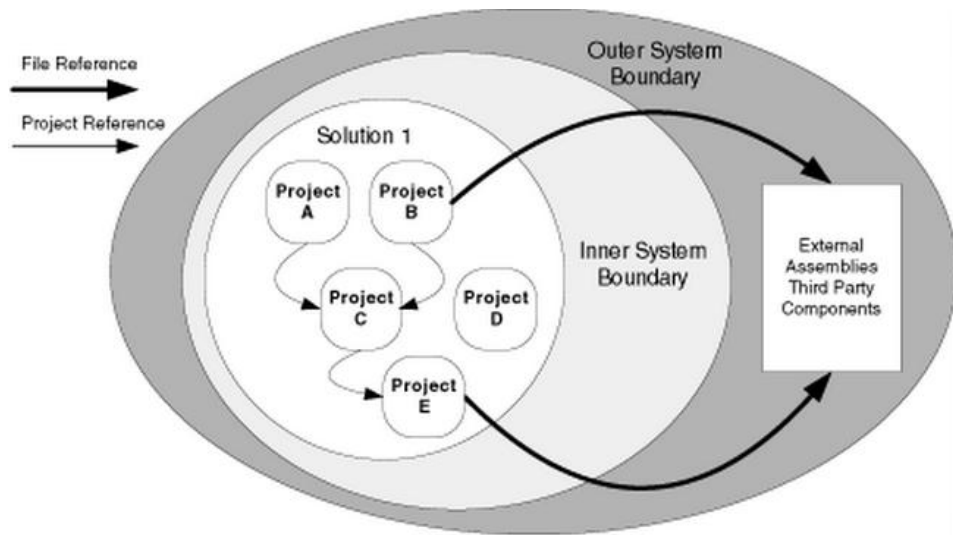 File Reference
Project Reference
Outer System
Boundary
Solution 1
Project
A
Project
B
Inner System
Boundary
External
Assemblies
Third Party
Components
Project
C
Project
D
Project
E